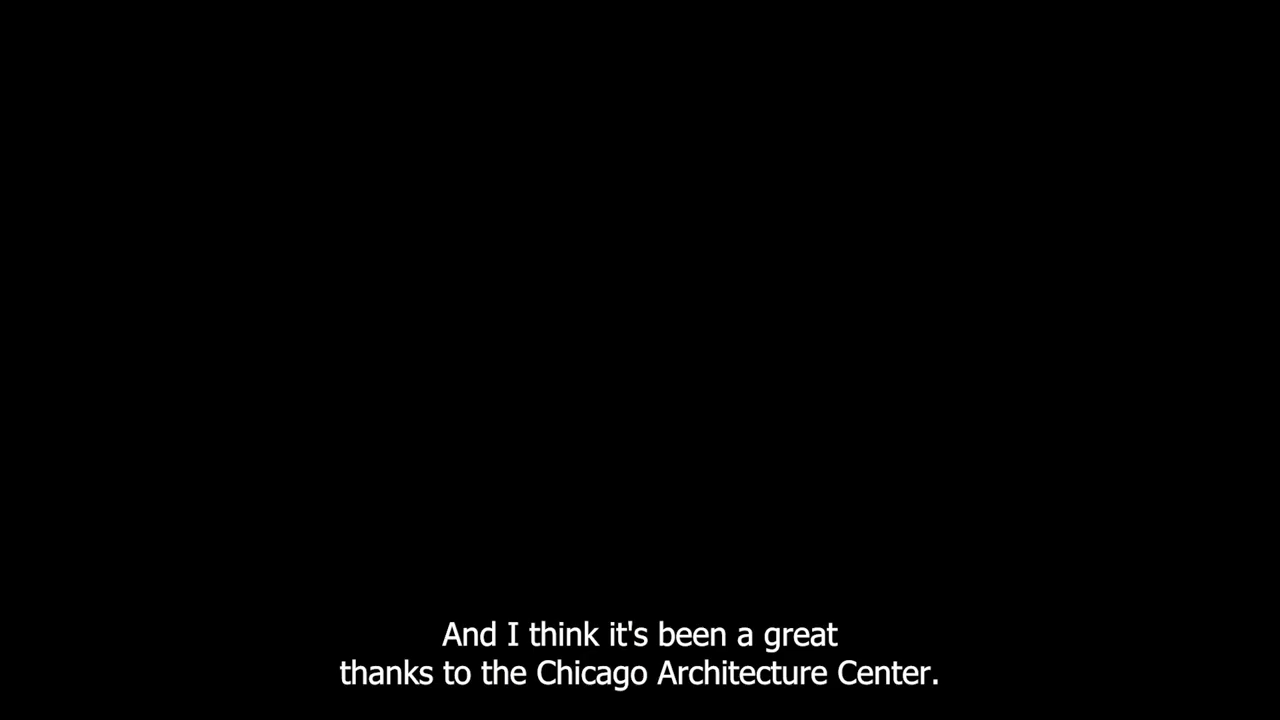 And I think it's been a great
thanks to the Chicago Architecture Center.